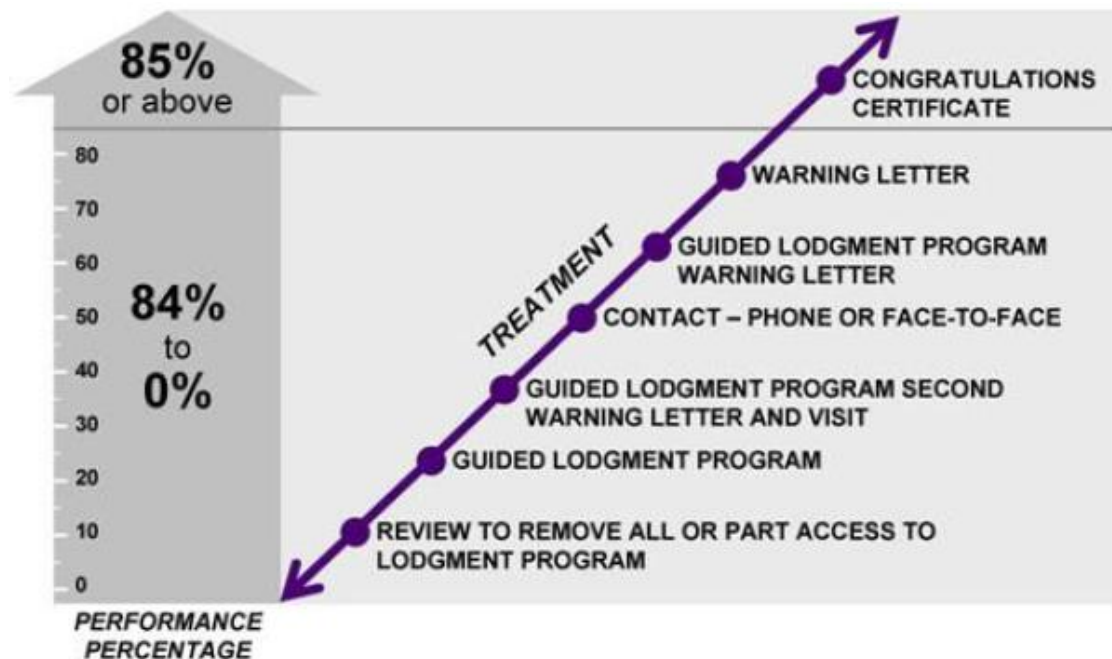 85%
or above
80
70
60
50
40
30
20
10
0
84%
to
0%
PERFORMANCE
PERCENTAGE
TREATMENT
CONGRATULATIONS
CERTIFICATE
WARNING LETTER
GUIDED LODGMENT PROGRAM
WARNING LETTER
CONTACT – PHONE OR FACE-TO-FACE
GUIDED LODGMENT PROGRAM SECOND
WARNING LETTER AND VISIT
GUIDED LODGMENT PROGRAM
REVIEW TO REMOVE ALL OR PART ACCESS TO
LODGMENT PROGRAM